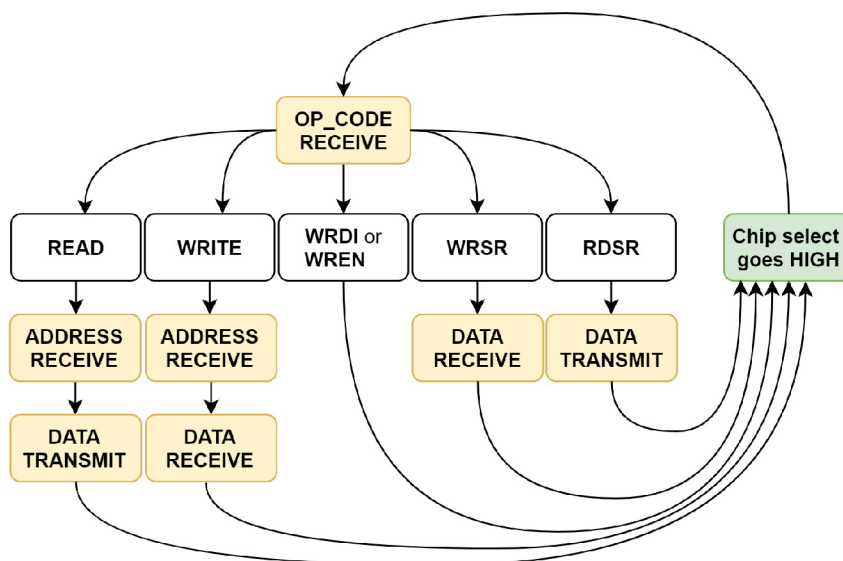 OP_CODE
RECEIVE
READ
WRITE
WRDI or
WREN
WRSR
RDSR
Chip select
goes HIGH
ADDRESS
RECEIVE
ADDRESS
RECEIVE
DATA
RECEIVE
DATA
TRANSMIT
DATA
TRANSMIT
DATA
RECEIVE